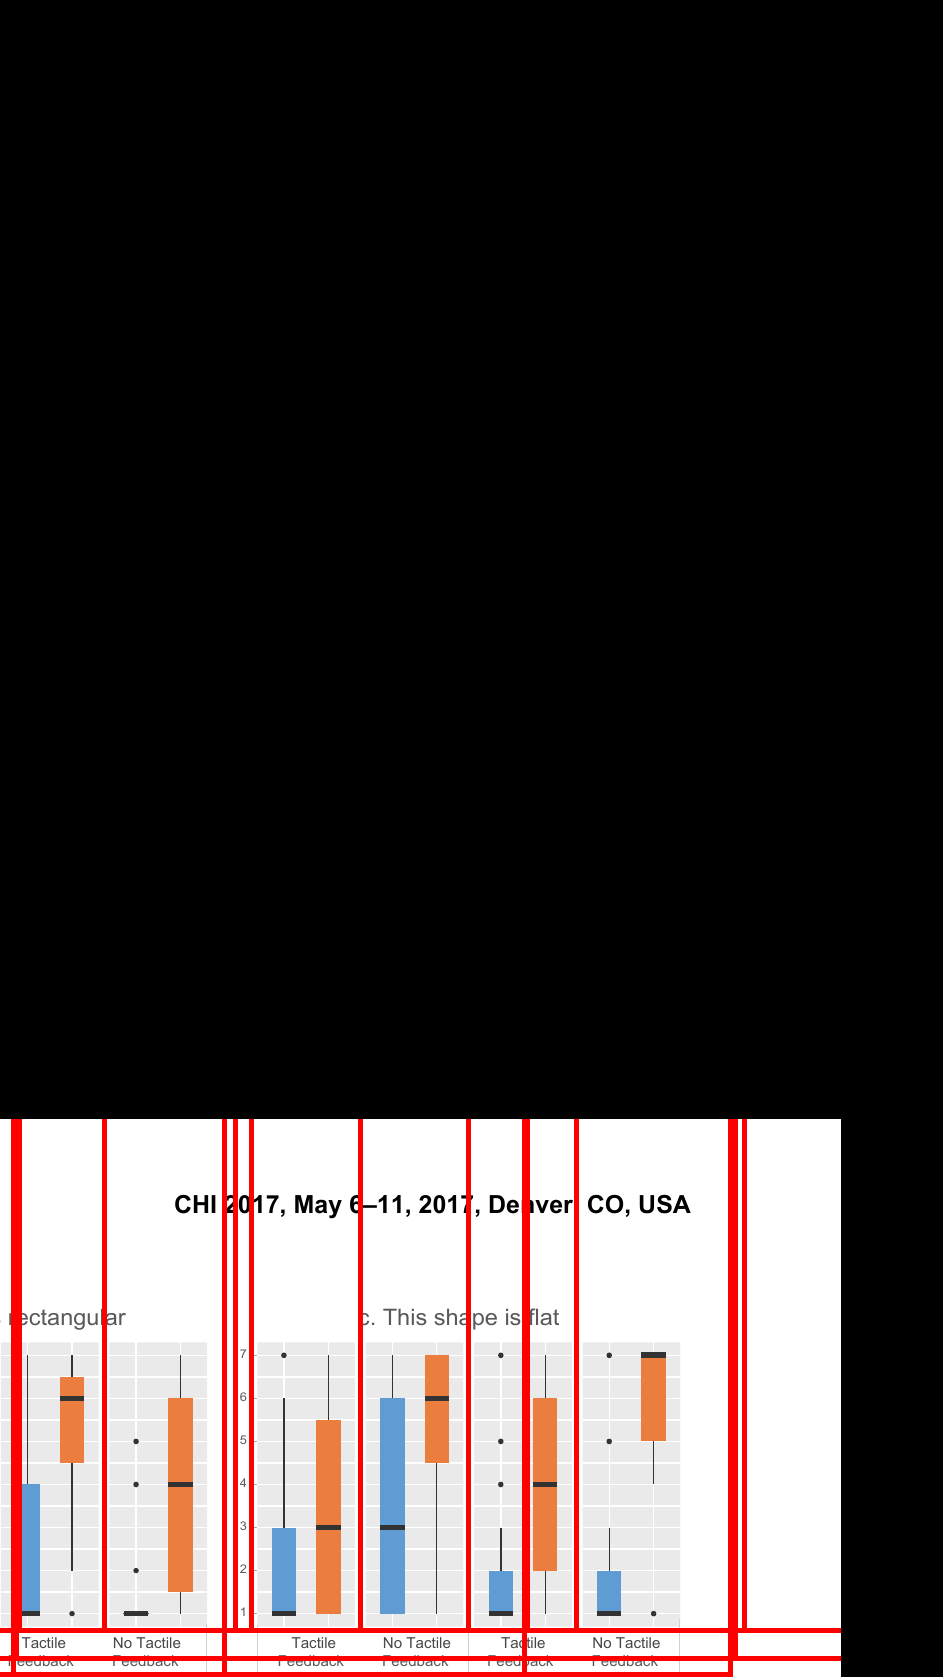 CHI 2017, May 6–11, 2017, Denver, CO, USA
rectangular
c. This shape is flat
7
6
5
4
3
2
1
Tactile No Tactile Tactile No Tactile Tactile No Tactile
Feedback Feedback Feedback Feedback Feedback Feedback